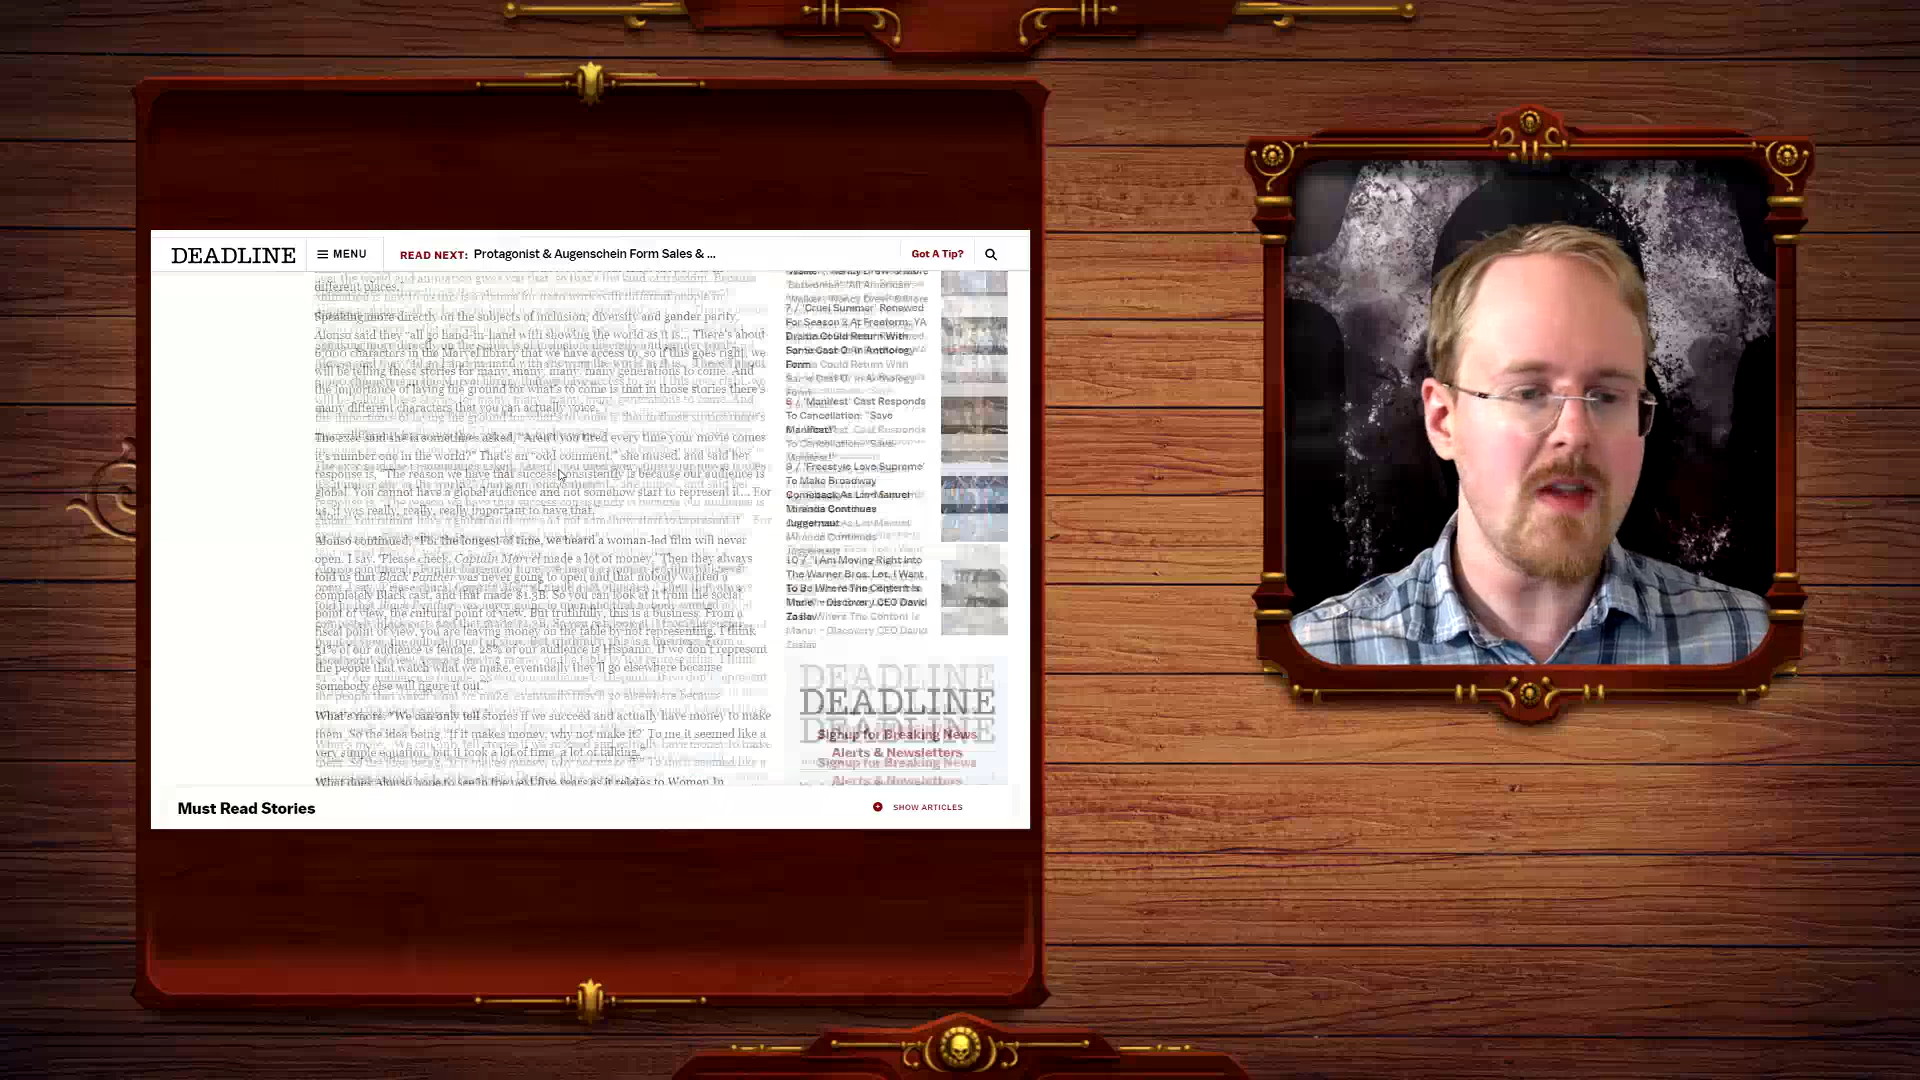 DEADLINE
MENU
READ NEXT: Protagonist & Augenschein Form Sales & ...
Got A Tip?
different places.
Speaking more directly on the subjects of inclusion, diversity and gender parity,
Alonso said they "all go hand-in-hand with showing the world as it is... There's about
6,000 characters in the Marvel library that we have access to, so if this goes right, we
will be telling these stories for many, many, many, many generations to come. And
the importance of laying the ground for what's to come is that in those stories there's
many different characters that you can actually voice."
The exec said she is sometimes asked, "Aren't you tired every time your movie comes
it's number one in the world?" That's an "odd comment," she mused, and said her
response is, "The reason we have that success consistently is because our audience is
global. You cannot have a global audience and not somehow start to represent it... For
us, it was really, really, really important to have that.
Alonso continued, "For the longest of time, we heard a woman-led film will never
open. I say, 'Please check, Captain Marvel made a lot of money.' Then they always
told us that Black Panther was never going to open and that nobody wanted a
completely Black cast, and that made $1.3B. So you can look at it from the social
point of view, the cultural point of view. But truthfully, this is a business. From a
fiscal point of view, you are leaving money on the table by not representing. I think
51% of our audience is female, 28% of our audience is Hispanic. If we don't represent
the people that watch what we make, eventually they'll go elsewhere because
somebody else will figure it out."
What's more, "We can only tell stories if we succeed and actually have money to make
them. So the idea being, 'If it makes money, why not make it?' To me it seemed like a
very simple equation, but it took a lot of time, a lot of talking."
What does Alonso hope to see in the next five years as it relates to Women In
7 / 'Cruel Summer' Renewed
For Season 2 At Freeform; YA
Drama Could Return With
Same Cast Or In Anthology
Form
8 / 'Manifest' Cast Responds
To Cancellation: "Save
Manifest!"
9 / 'Freestyle Love Supreme'
To Make Broadway
Comeback As Lin-Manuel
Miranda Continues
Juggernaut
10 / "I Am Moving Right Into
The Warner Bros. Lot. I Want
To Be Where The Content Is
Made" – Discovery CEO David
Zaslav
DEADLINE
Signup for Breaking News
Alerts & Newsletters
Must Read Stories
SHOW ARTICLES